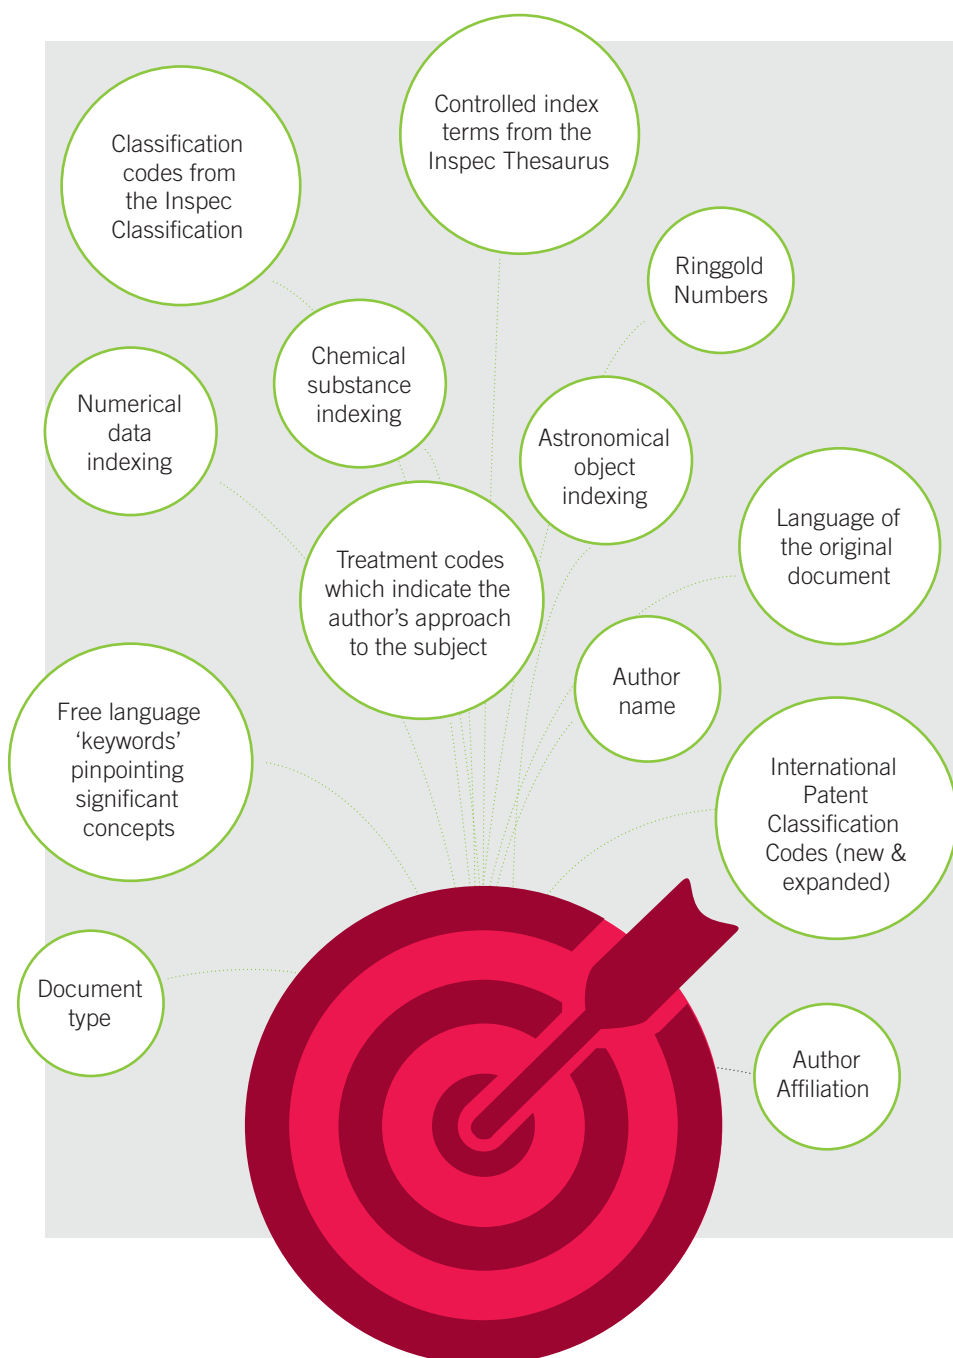 Controlled index
terms from the
Inspec Thesaurus
Classification
codes from
the Inspec
Classification
Ringgold
Numbers
Chemical
substance
indexing
Numerical
data
indexing
Astronomical
object
indexing
Language of
the original
document
Treatment codes
which indicate the
author’s approach
to the subject
Author
name
Free language
‘keywords’
pinpointing
significant
concepts
International
Patent
Classification
Codes (new &
expanded)
Document
type
Author
Affiliation